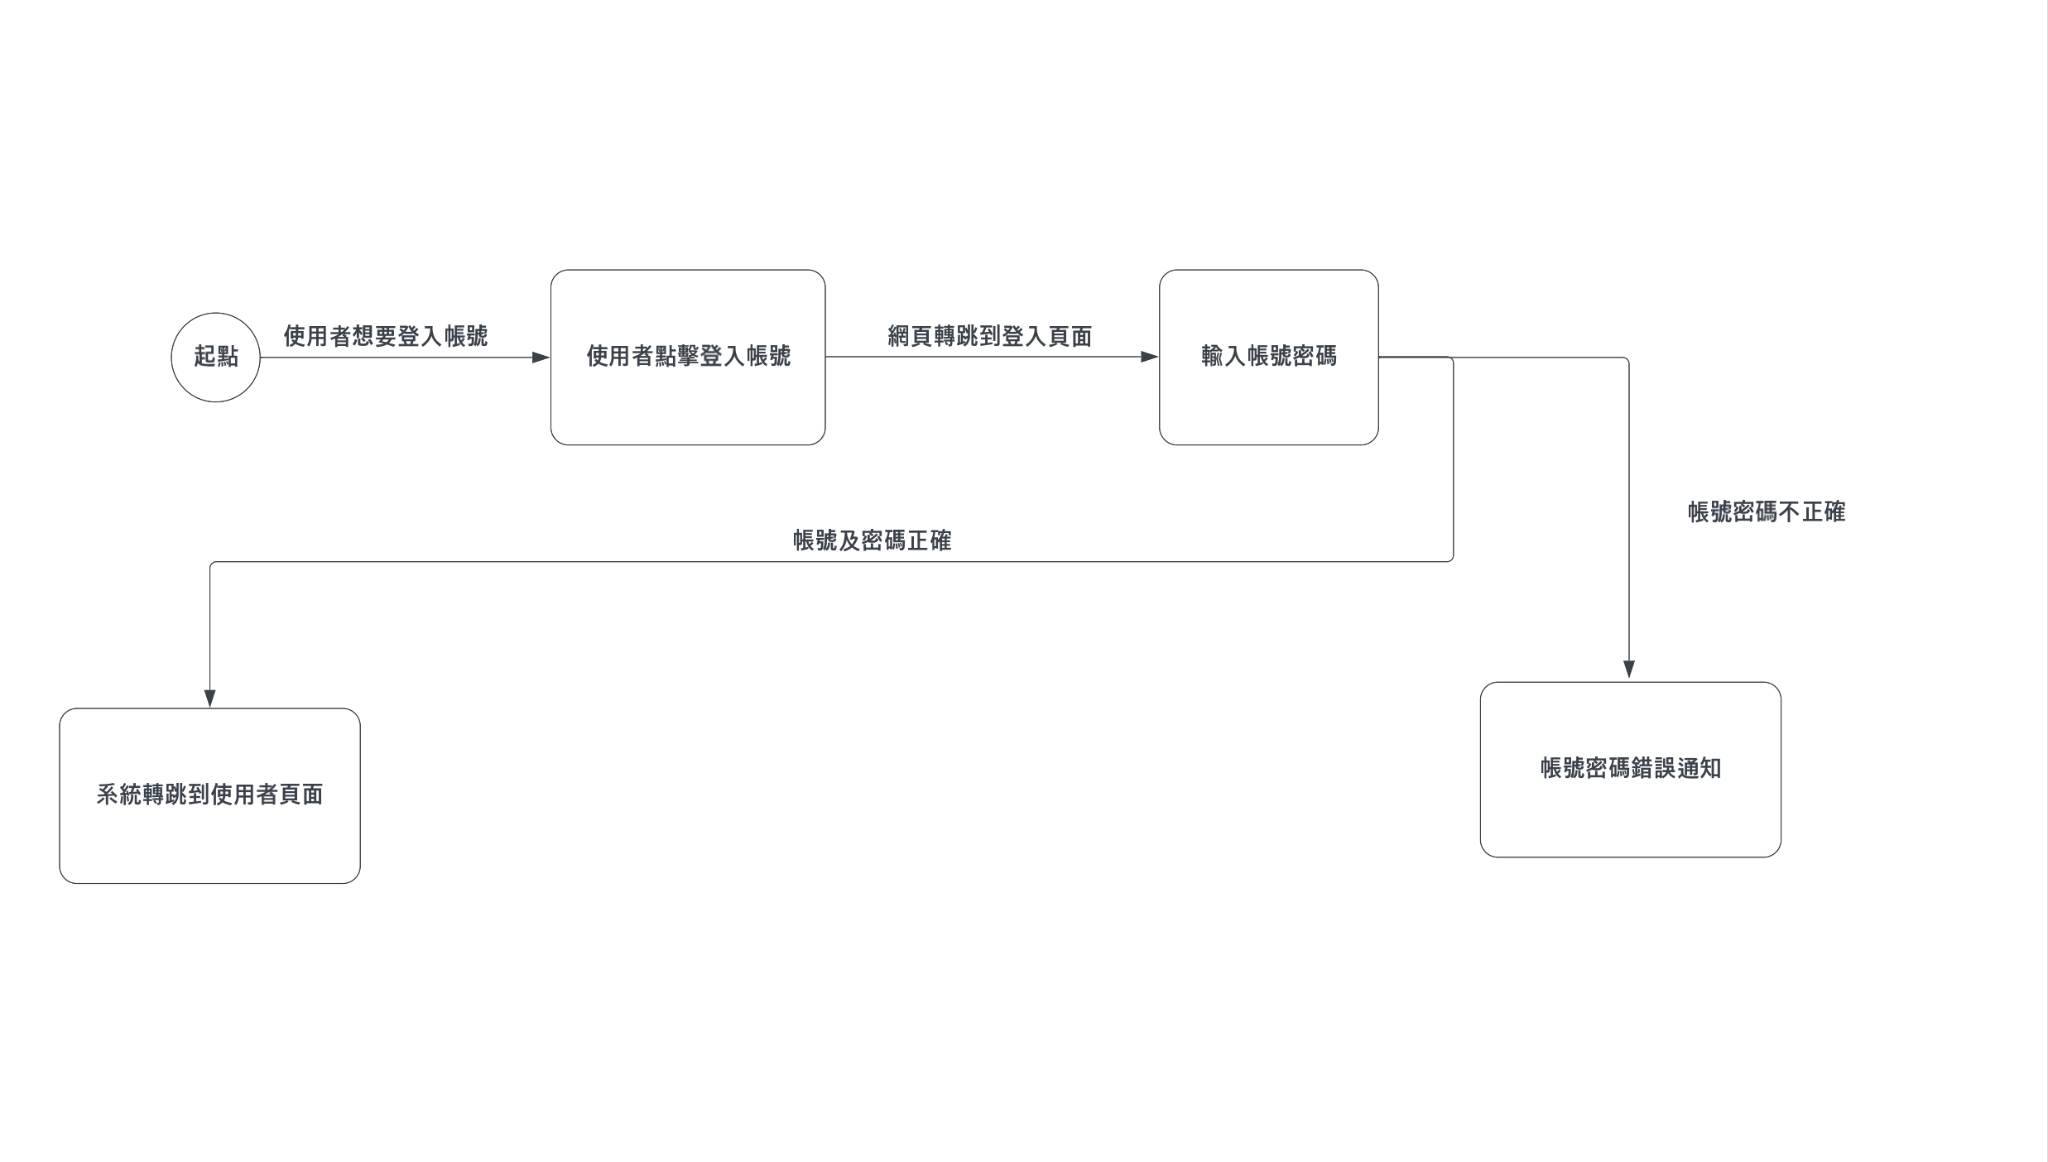 起點
使用者想要登入帳號
使用者點擊登入帳號
網頁轉跳到登入頁面
輸入帳號密碼
帳號密碼不正確
帳號及密碼正確
系統轉跳到使用者頁面
帳號密碼錯誤通知